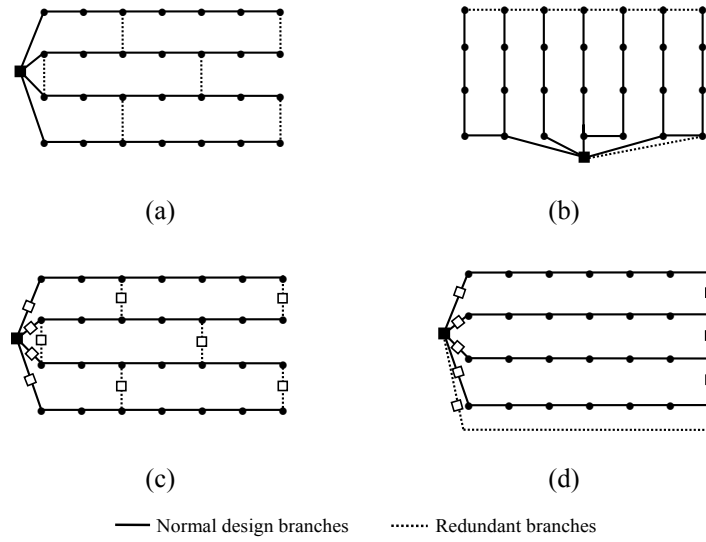 (a)
(b)
(c)
(d)
Normal design branches
Redundant branches